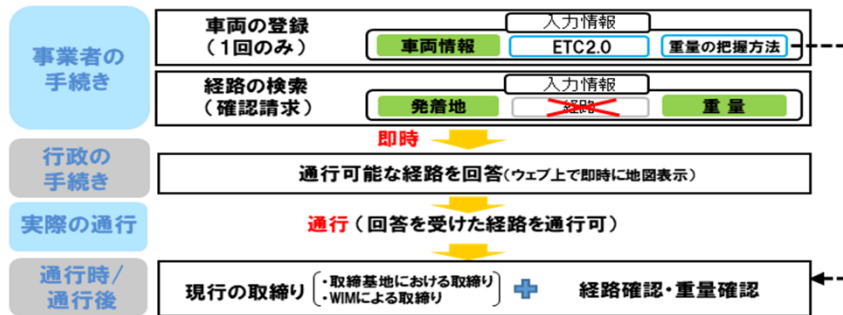 事業者の
手続き
車両の登録
（1回のみ）
入力情報
車両情報
ETC2.0
重量の把握方法
経路の検索
（確認請求）
入力情報
発着地
経路
重量
即時
行政の
手続き
通行可能な経路を回答（ウェブ上で即時に地図表示）
実際の通行
通行（回答を受けた経路を通行可）
通行時/
通行後
現行の取締り
・取締基地における取締り
・WIMによる取締り
経路確認・重量確認